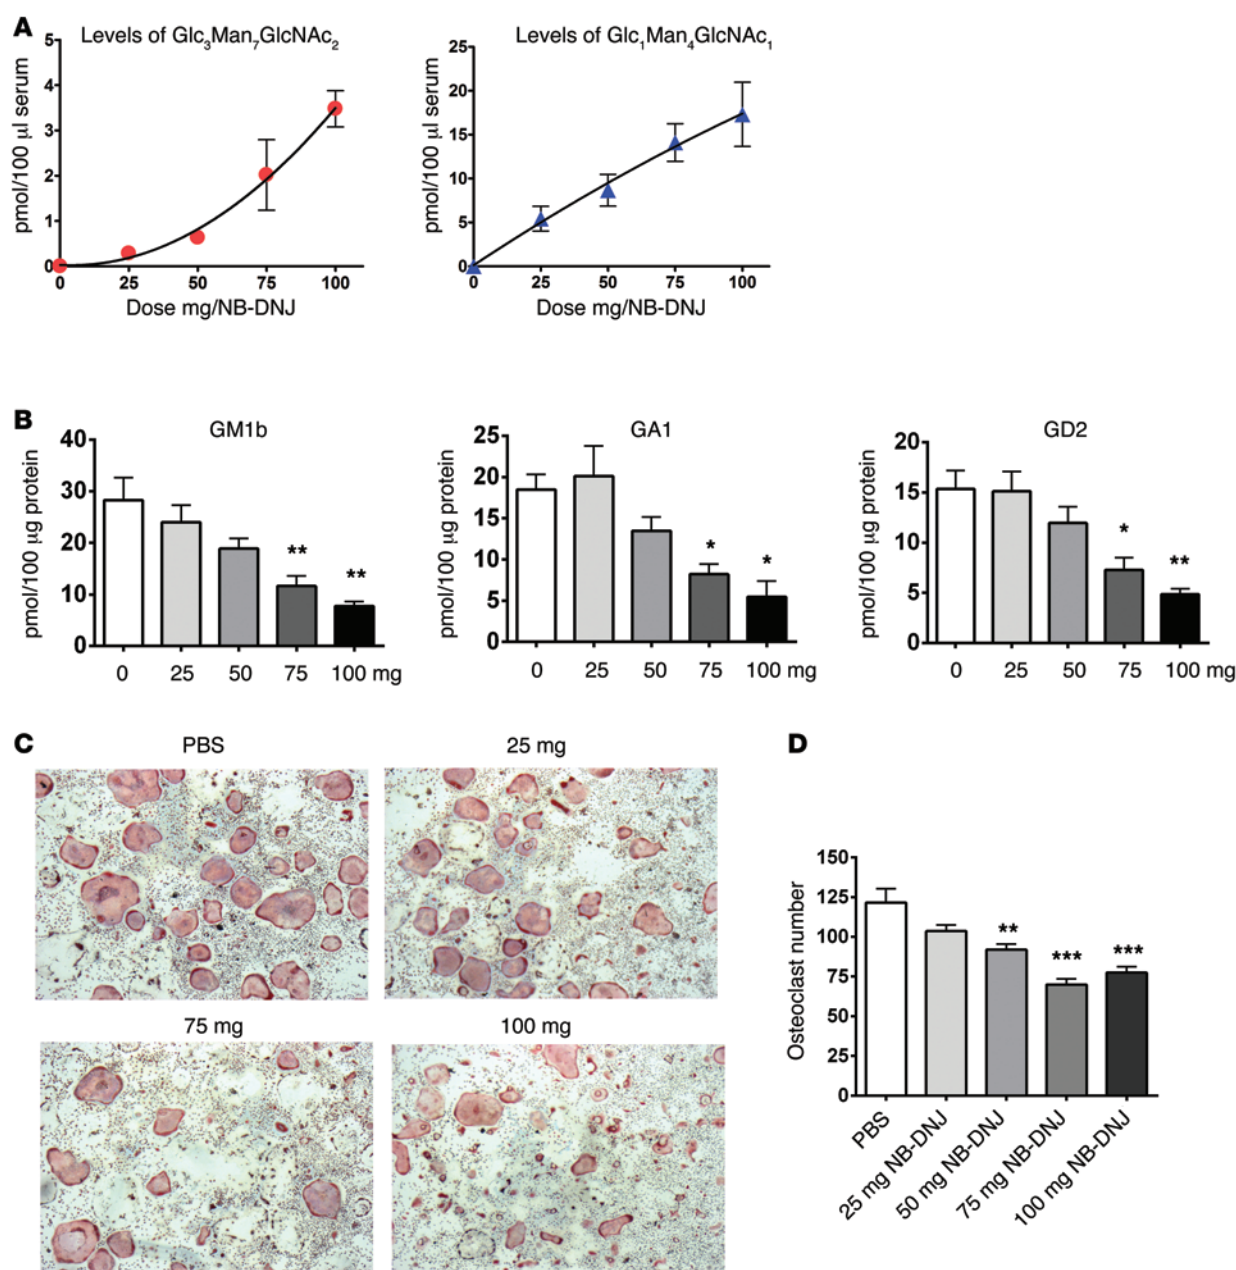 A
Levels of Glc3Man7GlcNAc2
pmol/100 µl serum
5
4
3
2
1
0
0 25 50 75 100
Dose mg/NB-DNJ
Levels of Glc1Man4GlcNAc1
pmol/100 µl serum
25
20
15
10
5
0
0 25 50 75 100
Dose mg/NB-DNJ
B
GM1b
pmol/100 µg protein
40
30
20
10
0
** **
0 25 50 75 100 mg
GA1
pmol/100 µg protein
25
20
15
10
5
0
* *
0 25 50 75 100 mg
GD2
pmol/100 µg protein
20
15
10
5
0
* **
0 25 50 75 100 mg
C
PBS
25 mg
75 mg
100 mg
D
Osteoclast number
150
125
100
75
50
25
0
** *** ***
PBS
25 mg NB-DNJ
50 mg NB-DNJ
75 mg NB-DNJ
100 mg NB-DNJ